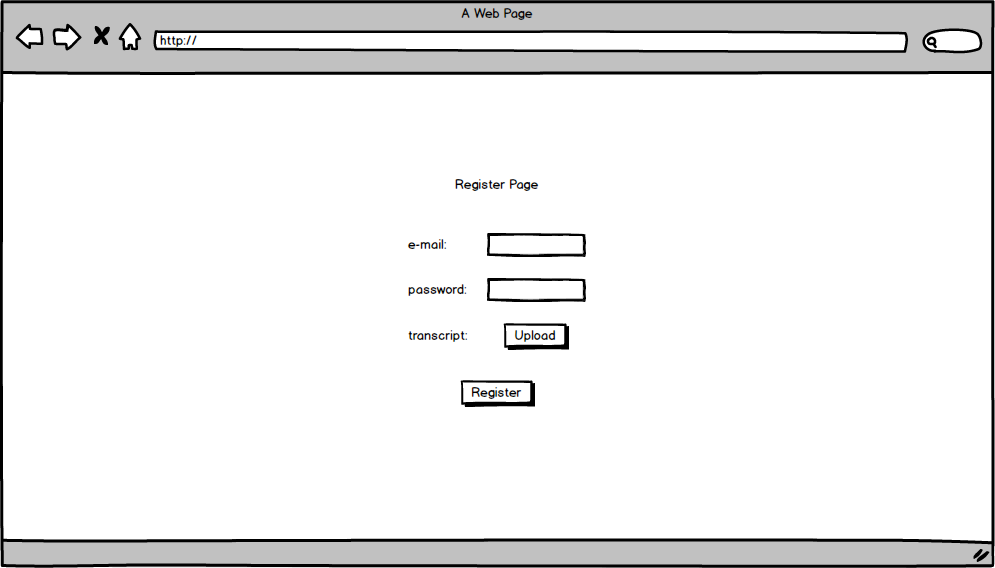 A Web Page
http://
Register Page
e-mail:
password:
transcript: Upload
Register